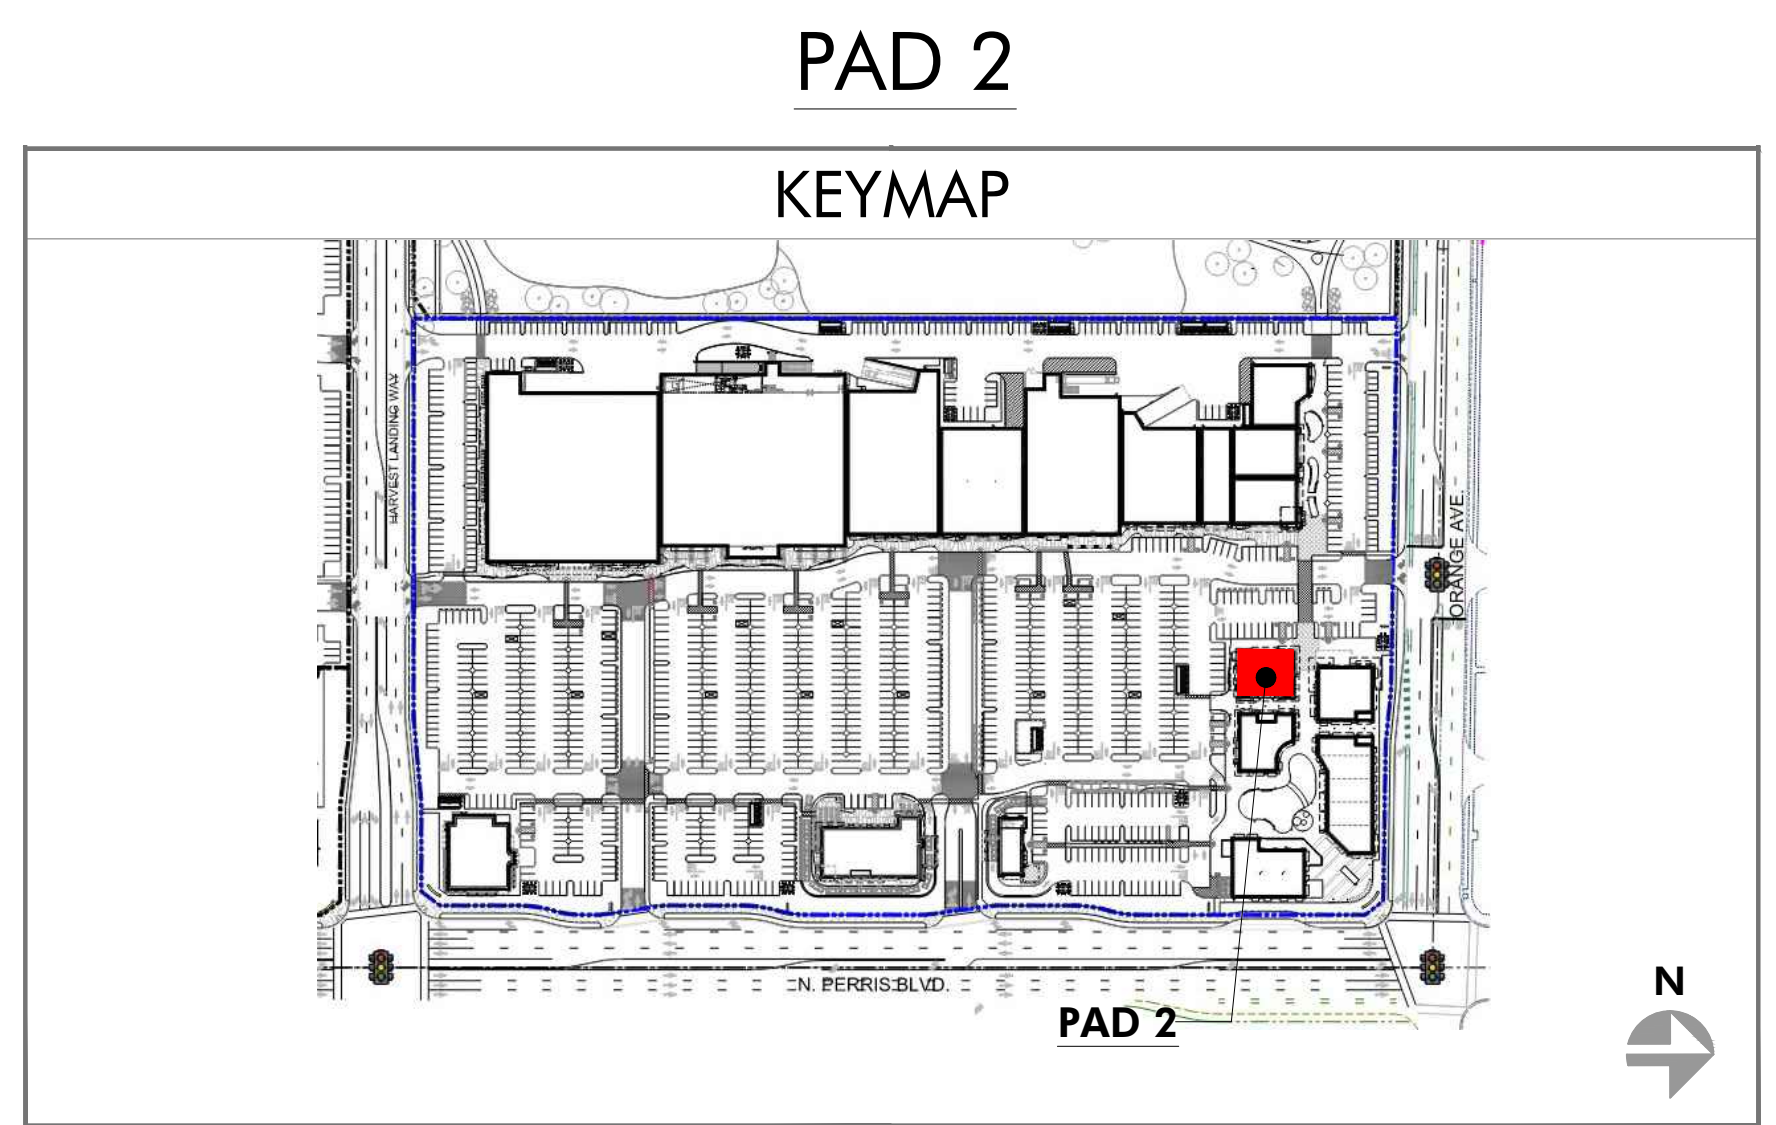 PAD 2
KEYMAP
HARVEST LANDING WAY
ORANGE AVE.
N. PERRIS BLVD.
PAD 2
N